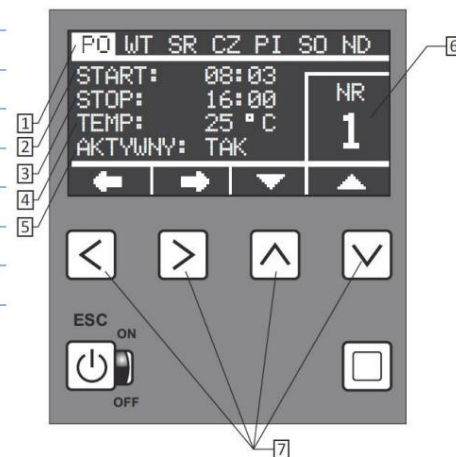 PO WT SR CZ PI SO ND
START: 08:03
STOP: 16:00
TEMP: 25 °C
AKTYWNY: TAK
NR
1
1
2
3
4
5
6
ESC
ON
OFF
7